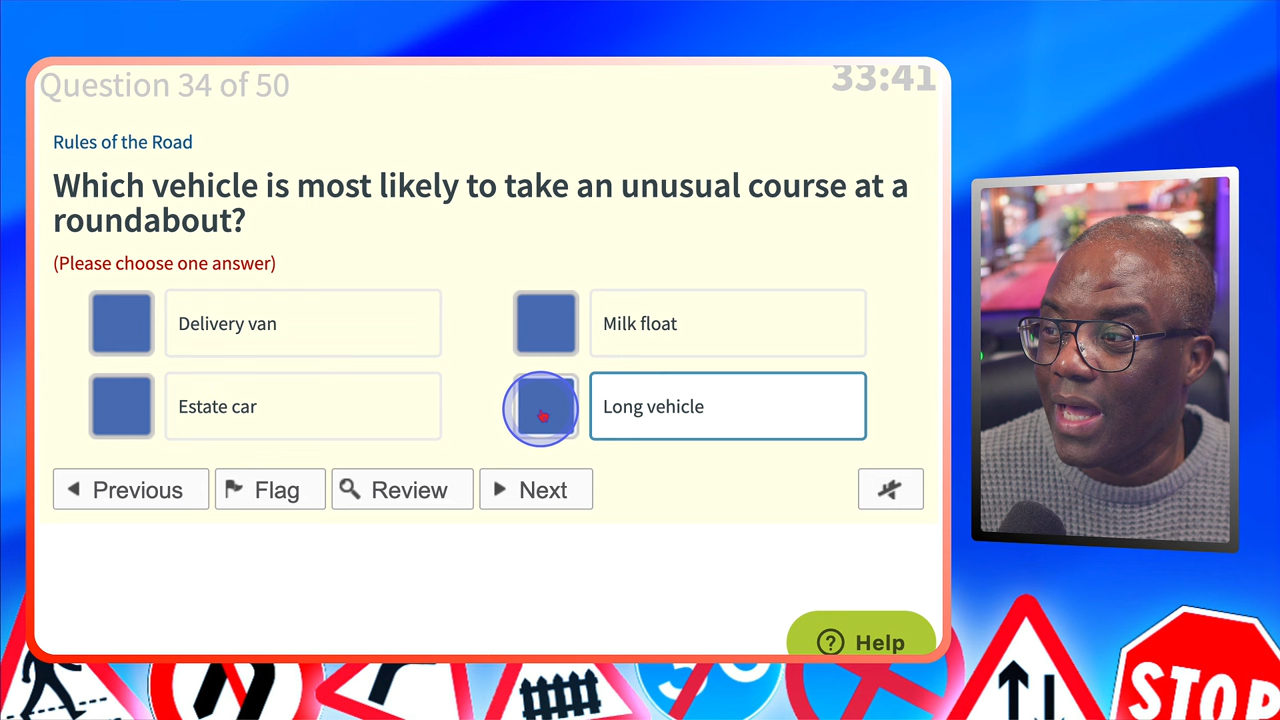 Question 34 of 50
33:41
Rules of the Road
Which vehicle is most likely to take an unusual course at a
roundabout?
(Please choose one answer)
Delivery van
Milk float
Estate car
Long vehicle
Previous
Flag
Review
Next
Help
STOP